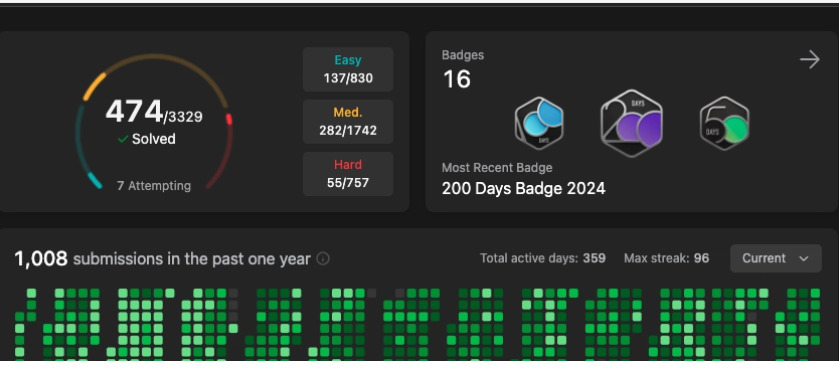 474/3329
✓ Solved
7 Attempting
Easy
137/830
Med.
282/1742
Hard
55/757
Badges
16
DAYS
200
DAYS
DAYS
Most Recent Badge
200 Days Badge 2024
1,008 submissions in the past one year
Total active days: 359
Max streak: 96
Current